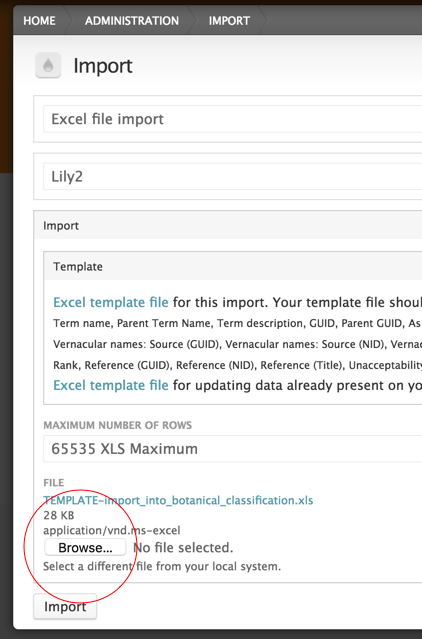 HOME ADMINISTRATION IMPORT
Import
Excel file import
Lily2
Import
Template
Excel template file for this import. Your template file shou
Term name, Parent Term Name, Term description, GUID, Parent GUID, As
Vernacular names: Source (GUID), Vernacular names: Source (NID), Verna
Rank, Reference (GUID), Reference (NID), Reference (Title), Unacceptability
Excel template file for updating data already present on yo
MAXIMUM NUMBER OF ROWS
65535 XLS Maximum
FILE
TEMPLATE-import_into_botanical_classification.xls
28 KB
application/vnd.ms-excel
Browse... No file selected.
Select a different file from your local system.
Import